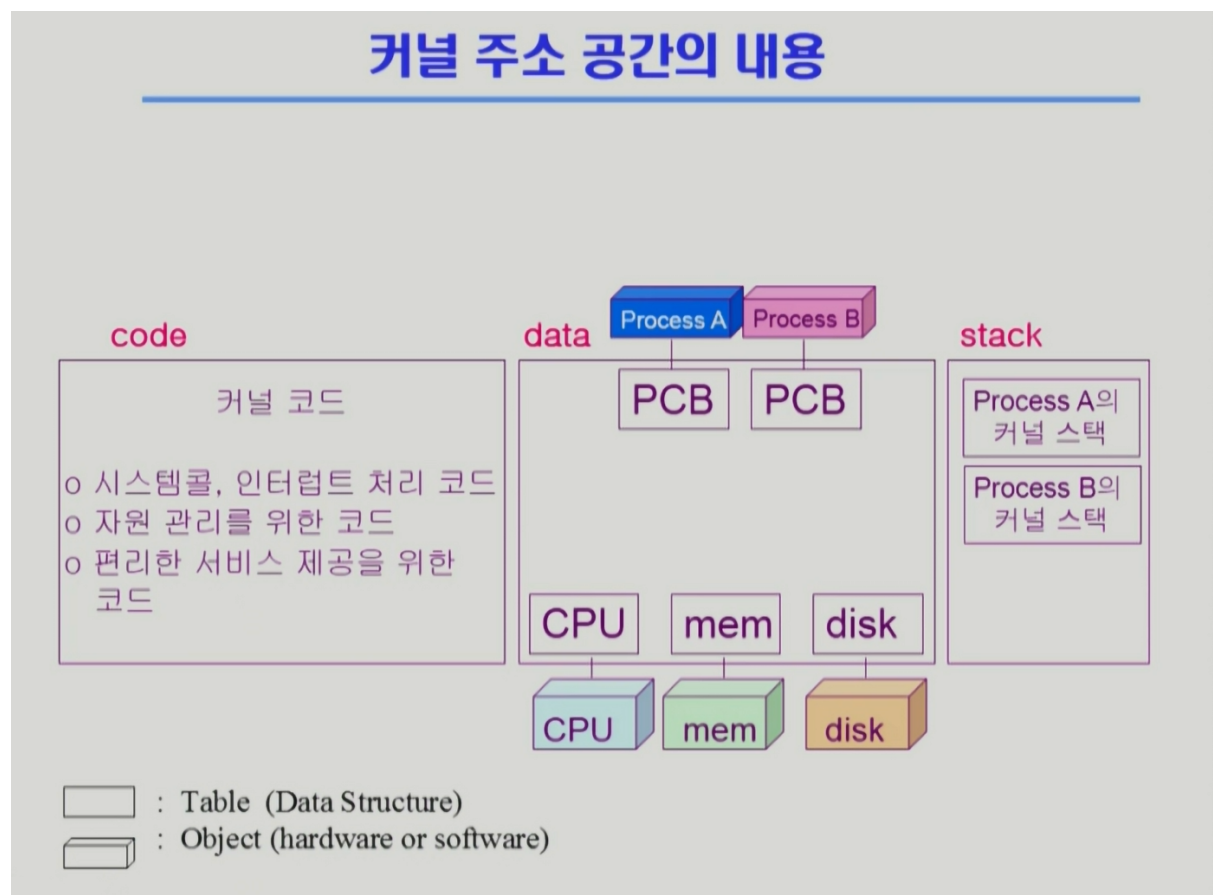 커널 주소 공간의 내용
code
커널 코드
o 시스템콜, 인터럽트 처리 코드
o 자원 관리를 위한 코드
o 편리한 서비스 제공을 위한
코드
data
Process A
Process B
PCB
PCB
CPU
mem
disk
CPU
mem
disk
stack
Process A의
커널 스택
Process B의
커널 스택
: Table (Data Structure)
: Object (hardware or software)